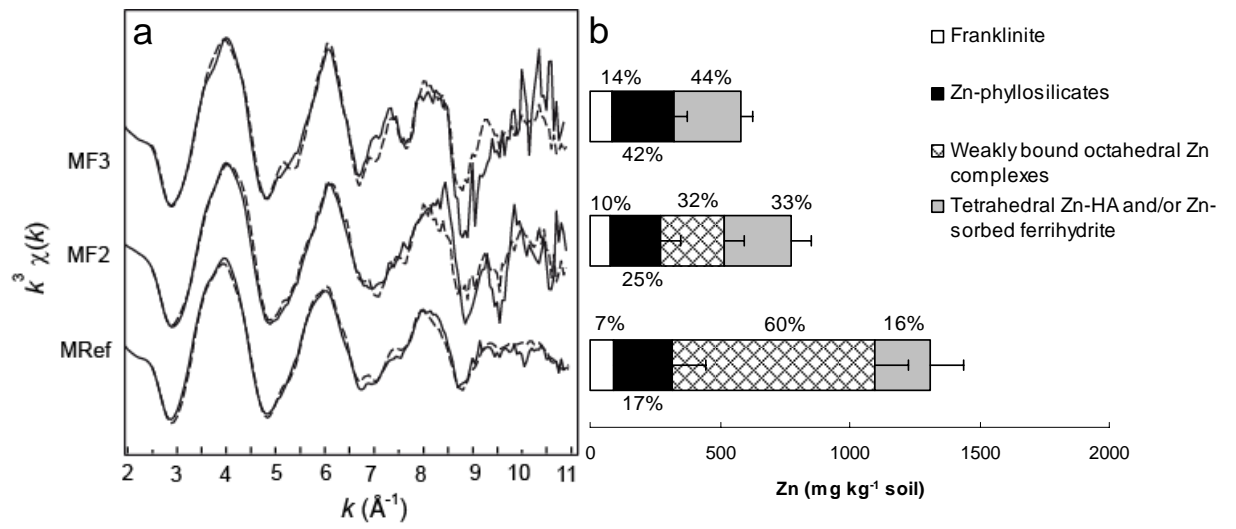 a
MF3
MF2
MRef
k³ χ(k)
2 3 4 5 6 7 8 9 10 11
k (Å⁻¹)
b
14% 44%
42%
10% 32% 33%
25%
7% 60% 16%
17%
0 500 1000 1500 2000
Zn (mg kg⁻¹ soil)
Franklinite
Zn-phyllosilicates
Weakly bound octahedral Zn
complexes
Tetrahedral Zn-HA and/or Zn-
sorbed ferrihydrite